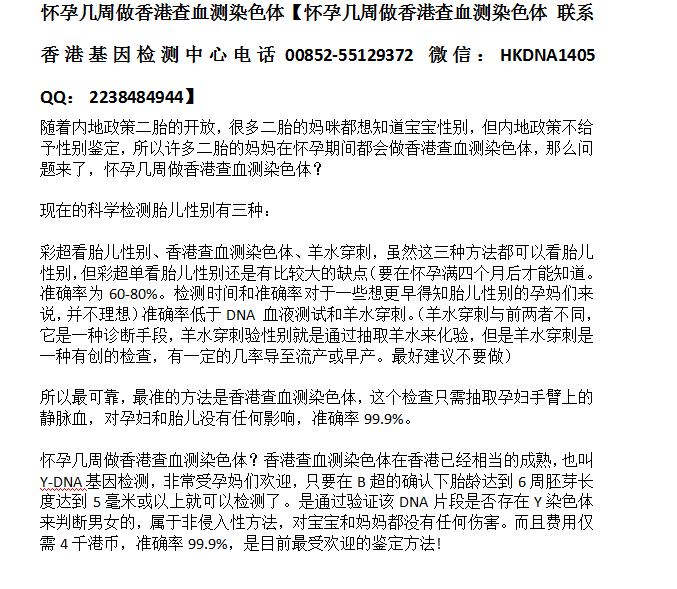 怀孕几周做香港查血测染色体【怀孕几周做香港查血测染色体 联系
香港基因检测中心电话 00852-55129372 微信：HKDNA1405
QQ： 2238484944】
随着内地政策二胎的开放，很多二胎的妈咪都想知道宝宝性别，但内地政策不给
予性别鉴定，所以许多二胎的妈妈在怀孕期间都会做香港查血测染色体，那么问
题来了，怀孕几周做香港查血测染色体？
现在的科学检测胎儿性别有三种：
彩超看胎儿性别、香港查血测染色体、羊水穿刺，虽然这三种方法都可以看胎儿
性别，但彩超单看胎儿性别还是有比较大的缺点（要在怀孕满四个月后才能知道。
准确率为 60-80%。检测时间和准确率对于一些想更早得知胎儿性别的孕妈们来
说，并不理想）准确率低于 DNA 血液测试和羊水穿刺。（羊水穿刺与前两者不同，
它是一种诊断手段，羊水穿刺验性别就是通过抽取羊水来化验，但是羊水穿刺是
一种有创的检查，有一定的几率导至流产或早产。最好建议不要做）
所以最可靠，最准的方法是香港查血测染色体，这个检查只需抽取孕妇手臂上的
静脉血，对孕妇和胎儿没有任何影响，准确率 99.9%。
怀孕几周做香港查血测染色体？香港查血测染色体在香港已经相当的成熟，也叫
Y-DNA 基因检测，非常受孕妈们欢迎，只要在 B 超的确认下胎龄达到 6 周胚芽长
度达到 5 毫米或以上就可以检测了。是通过验证该 DNA 片段是否存在 Y 染色体
来判断男女的，属于非侵入性方法，对宝宝和妈妈都没有任何伤害。而且费用仅
需 4 千港币，准确率 99.9%，是目前最受欢迎的鉴定方法！